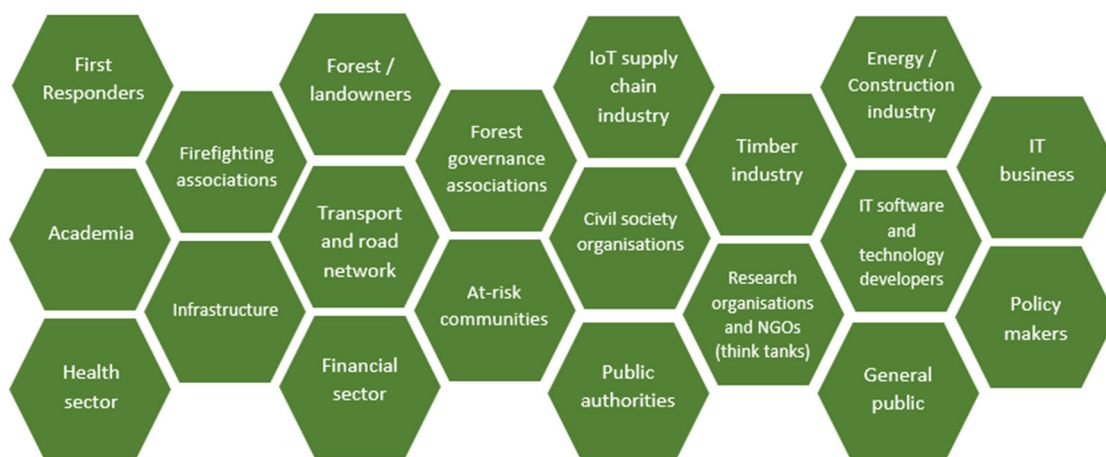 First
Responders
Firefighting
associations
Academia
Infrastructure
Health
sector
Forest /
landowners
Transport
and road
network
Financial
sector
Forest
governance
associations
At-risk
communities
IoT supply
chain
industry
Civil society
organisations
Public
authorities
Timber
industry
Research
organisations
and NGOs
(think tanks)
Energy /
Construction
industry
IT software
and
technology
developers
General
public
IT
business
Policy
makers